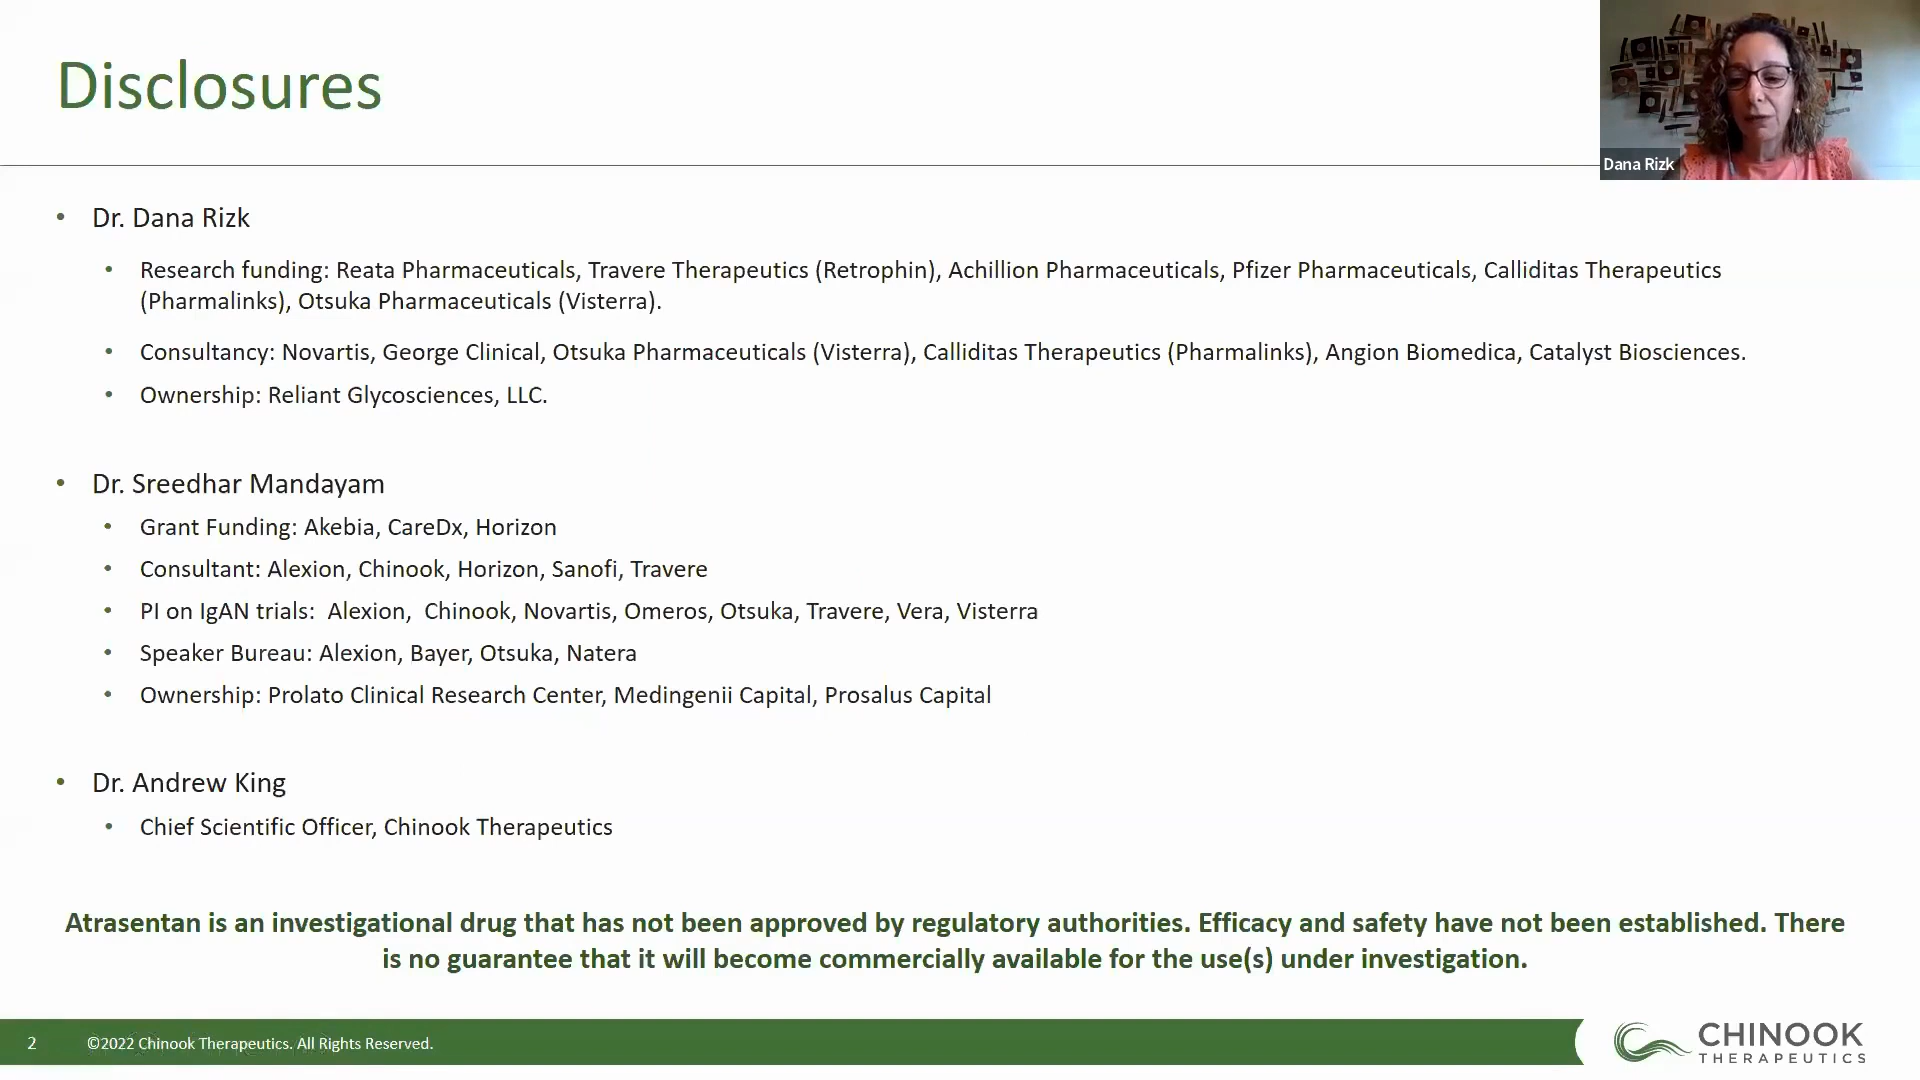 Disclosures
Dana Rizk
• Dr. Dana Rizk
• Research funding: Reata Pharmaceuticals, Travere Therapeutics (Retrophin), Achillion Pharmaceuticals, Pfizer Pharmaceuticals, Calliditas Therapeutics
(Pharmalinks), Otsuka Pharmaceuticals (Visterra).
• Consultancy: Novartis, George Clinical, Otsuka Pharmaceuticals (Visterra), Calliditas Therapeutics (Pharmalinks), Angion Biomedica, Catalyst Biosciences.
• Ownership: Reliant Glycosciences, LLC.
• Dr. Sreedhar Mandayam
• Grant Funding: Akebia, CareDx, Horizon
• Consultant: Alexion, Chinook, Horizon, Sanofi, Travere
• PI on IgAN trials:  Alexion,  Chinook, Novartis, Omeros, Otsuka, Travere, Vera, Visterra
• Speaker Bureau: Alexion, Bayer, Otsuka, Natera
• Ownership: Prolato Clinical Research Center, Medingenii Capital, Prosalus Capital
• Dr. Andrew King
• Chief Scientific Officer, Chinook Therapeutics
Atrasentan is an investigational drug that has not been approved by regulatory authorities. Efficacy and safety have not been established. There
is no guarantee that it will become commercially available for the use(s) under investigation.
2
©2022 Chinook Therapeutics. All Rights Reserved.
CHINOOK
THERAPEUTICS